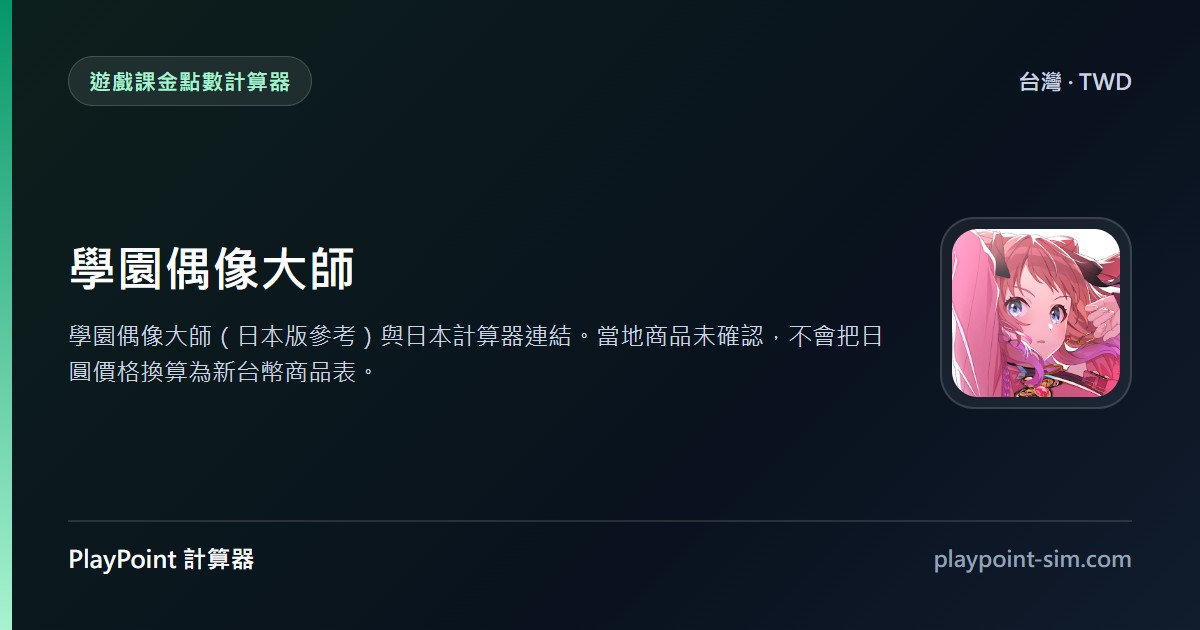 遊戲課金點數計算器
台灣 · TWD
學園偶像大師
學園偶像大師（日本版參考）與日本計算器連結。當地商品未確認，不會把日
圓價格換算為新台幣商品表。
PlayPoint 計算器
playpoint-sim.com